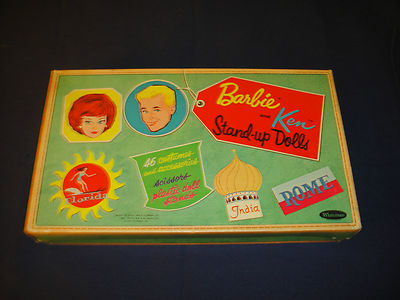 Barbie
AND
Ken
Stand-up Dolls
46 costumes
and accessories
scissors
plastic doll
stands
Florida
India
ROME
Whitman